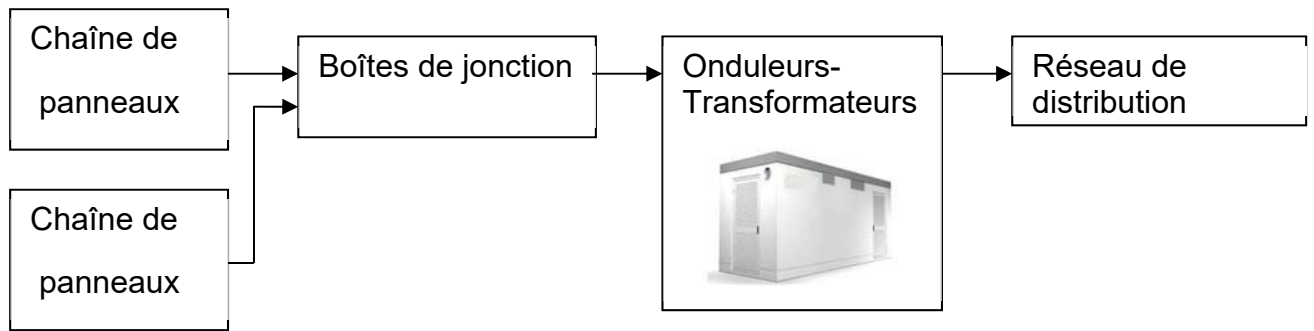 Chaîne de
panneaux
Boîtes de jonction
Onduleurs-
Transformateurs
Réseau de
distribution
Chaîne de
panneaux